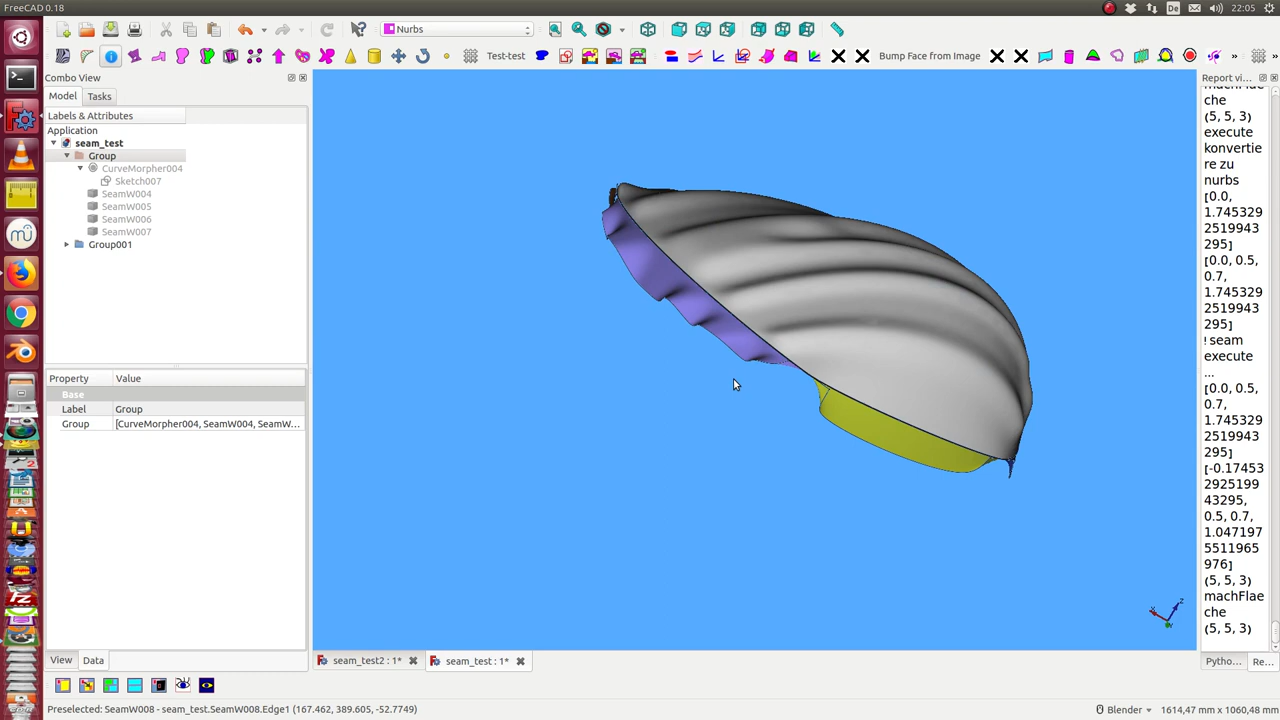 FreeCAD 0.18
De
22:05
Nurbs
Test-test
Bump Face from Image
Combo View
Model
Tasks
Labels & Attributes
Application
seam_test
Group
CurveMorpher004
Sketch007
SeamW004
SeamW005
SeamW006
SeamW007
Group001
Property
Value
Base
Label
Group
Group
[CurveMorpher004, SeamW004, SeamW...
View
Data
seam_test2 : 1*
seam_test : 1*
Report vi...
machFlae
che
(5, 5, 3)
execute
konvertie
re zu
nurbs
[0.0,
1.745329
2519943
295]
[0.0, 0.5,
0.7,
1.745329
2519943
295]
! seam
execute
...
[0.0, 0.5,
0.7,
1.745329
2519943
295]
[-0.17453
2925199
43295,
0.5, 0.7,
1.047197
5511965
976]
(5, 5, 3)
machFlae
che
(5, 5, 3)
Pytho...
Re...
Preselected: SeamW008 - seam_test.SeamW008.Edge1 (167.462, 389.605, -52.7749)
Blender
1614,47 mm x 1060,48 mm